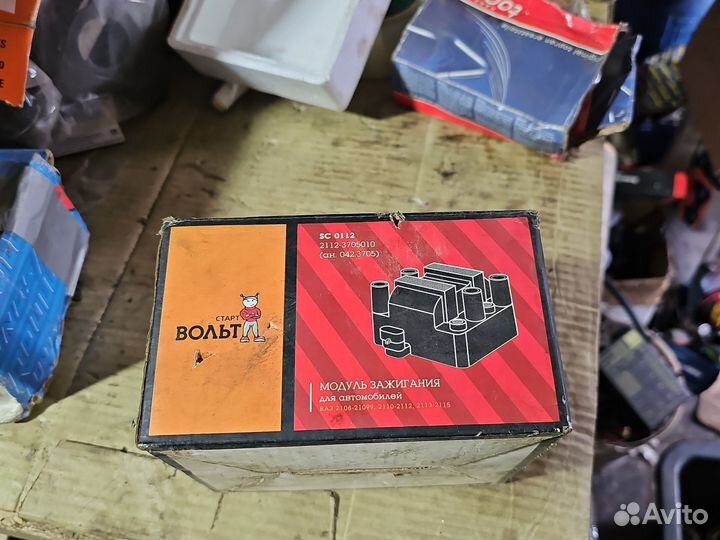 SC 0112
2112-3705010
(ан. 042.3705)
СТАРТ
ВОЛЬТ
МОДУЛЬ ЗАЖИГАНИЯ
для автомобилей
ВАЗ 2108-21099, 2110-2112, 2113-2115
Avito